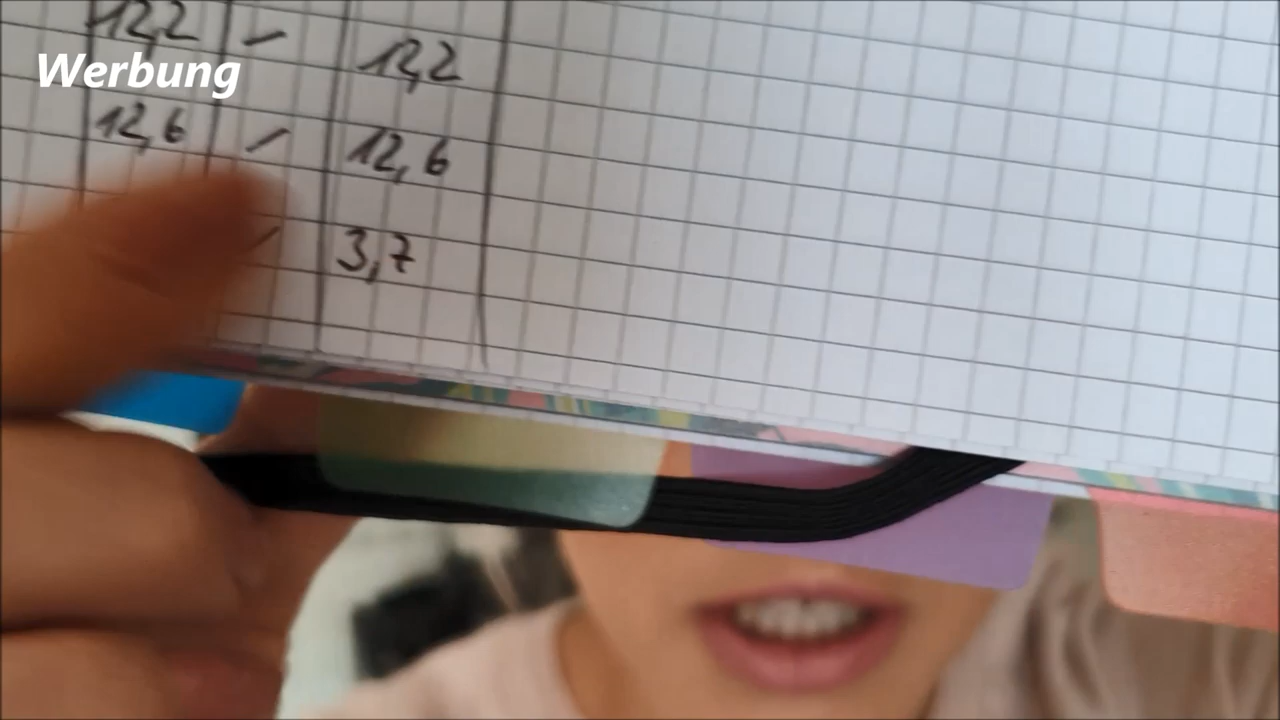 Werbung
12,2 - 12,2
12,6 - 12,6
- 3,7